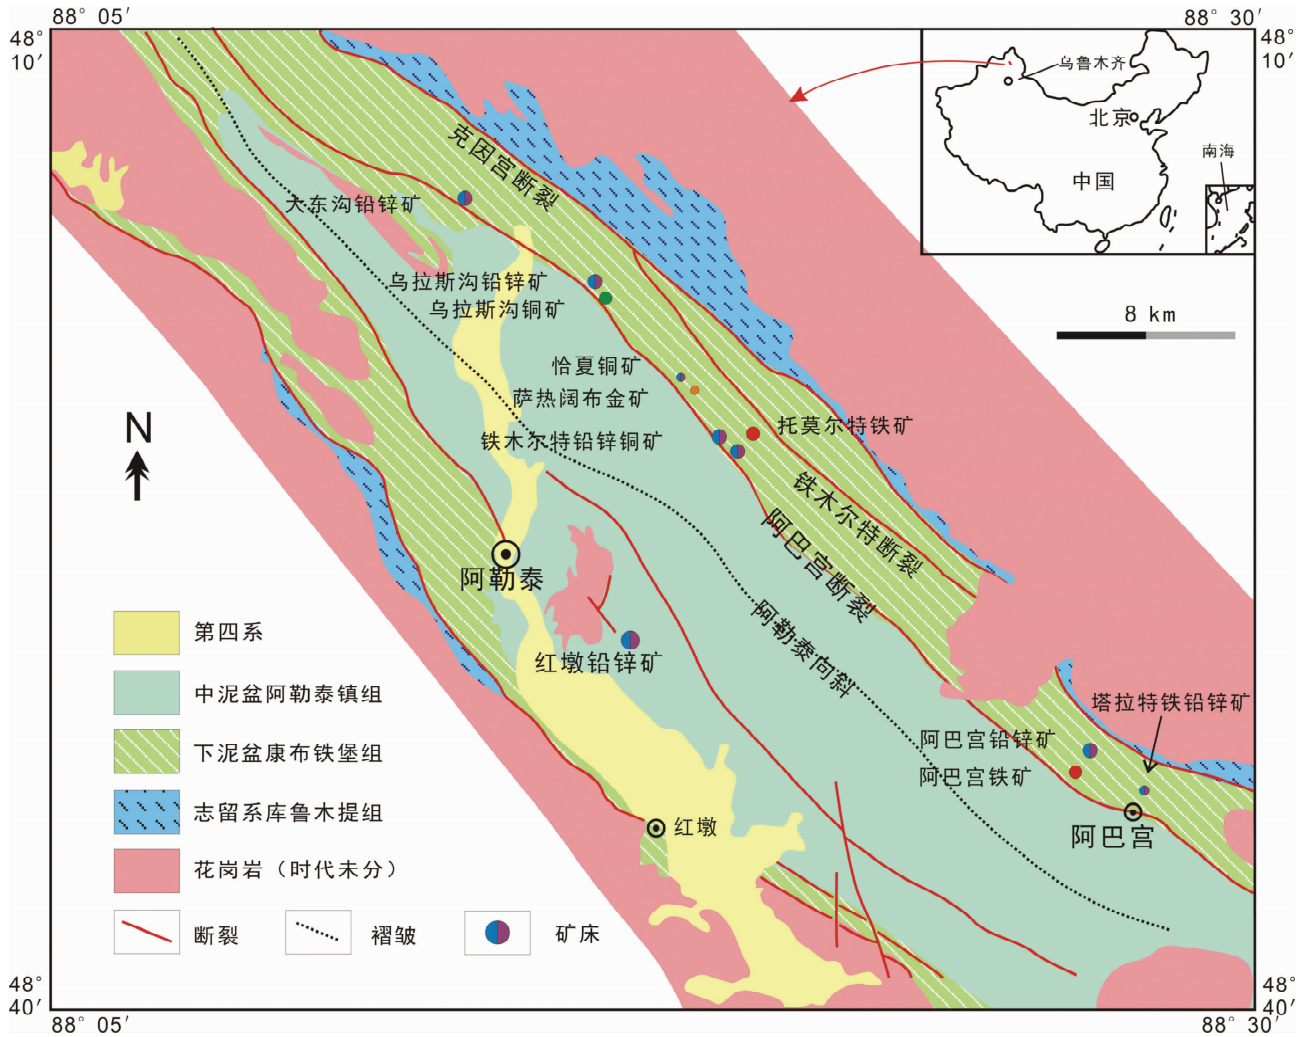 88° 05′
88° 30′
48°
10′
48°
10′
乌鲁木齐
北京
南海
中国
克因宫断裂
大东沟铅锌矿
乌拉斯沟铅锌矿
乌拉斯沟铜矿
8 km
恰夏铜矿
萨热阔布金矿
托莫尔特铁矿
铁木尔特铅锌铜矿
N
铁木尔特断裂
阿巴宫断裂
阿勒泰
阿勒泰向斜
红墩铅锌矿
塔拉特铁铅锌矿
阿巴宫铅锌矿
阿巴宫铁矿
阿巴宫
红墩
第四系
中泥盆阿勒泰镇组
下泥盆康布铁堡组
志留系库鲁木提组
花岗岩（时代未分）
断裂
褶皱
矿床
48°
40′
48°
40′
88° 05′
88° 30′